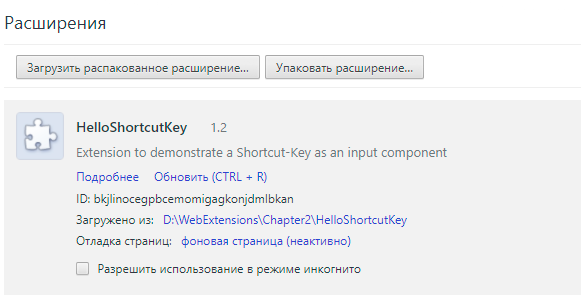 Расширения
Загрузить распакованное расширение... Упаковать расширение...
HelloShortcutKey 1.2
Extension to demonstrate a Shortcut-Key as an input component
Подробнее Обновить (CTRL + R)
ID: bkjlinocegpbcemomigagkonjdmlbkan
Загружено из: D:\WebExtensions\Chapter2\HelloShortcutKey
Отладка страниц: фоновая страница (неактивно)
Разрешить использование в режиме инкогнито